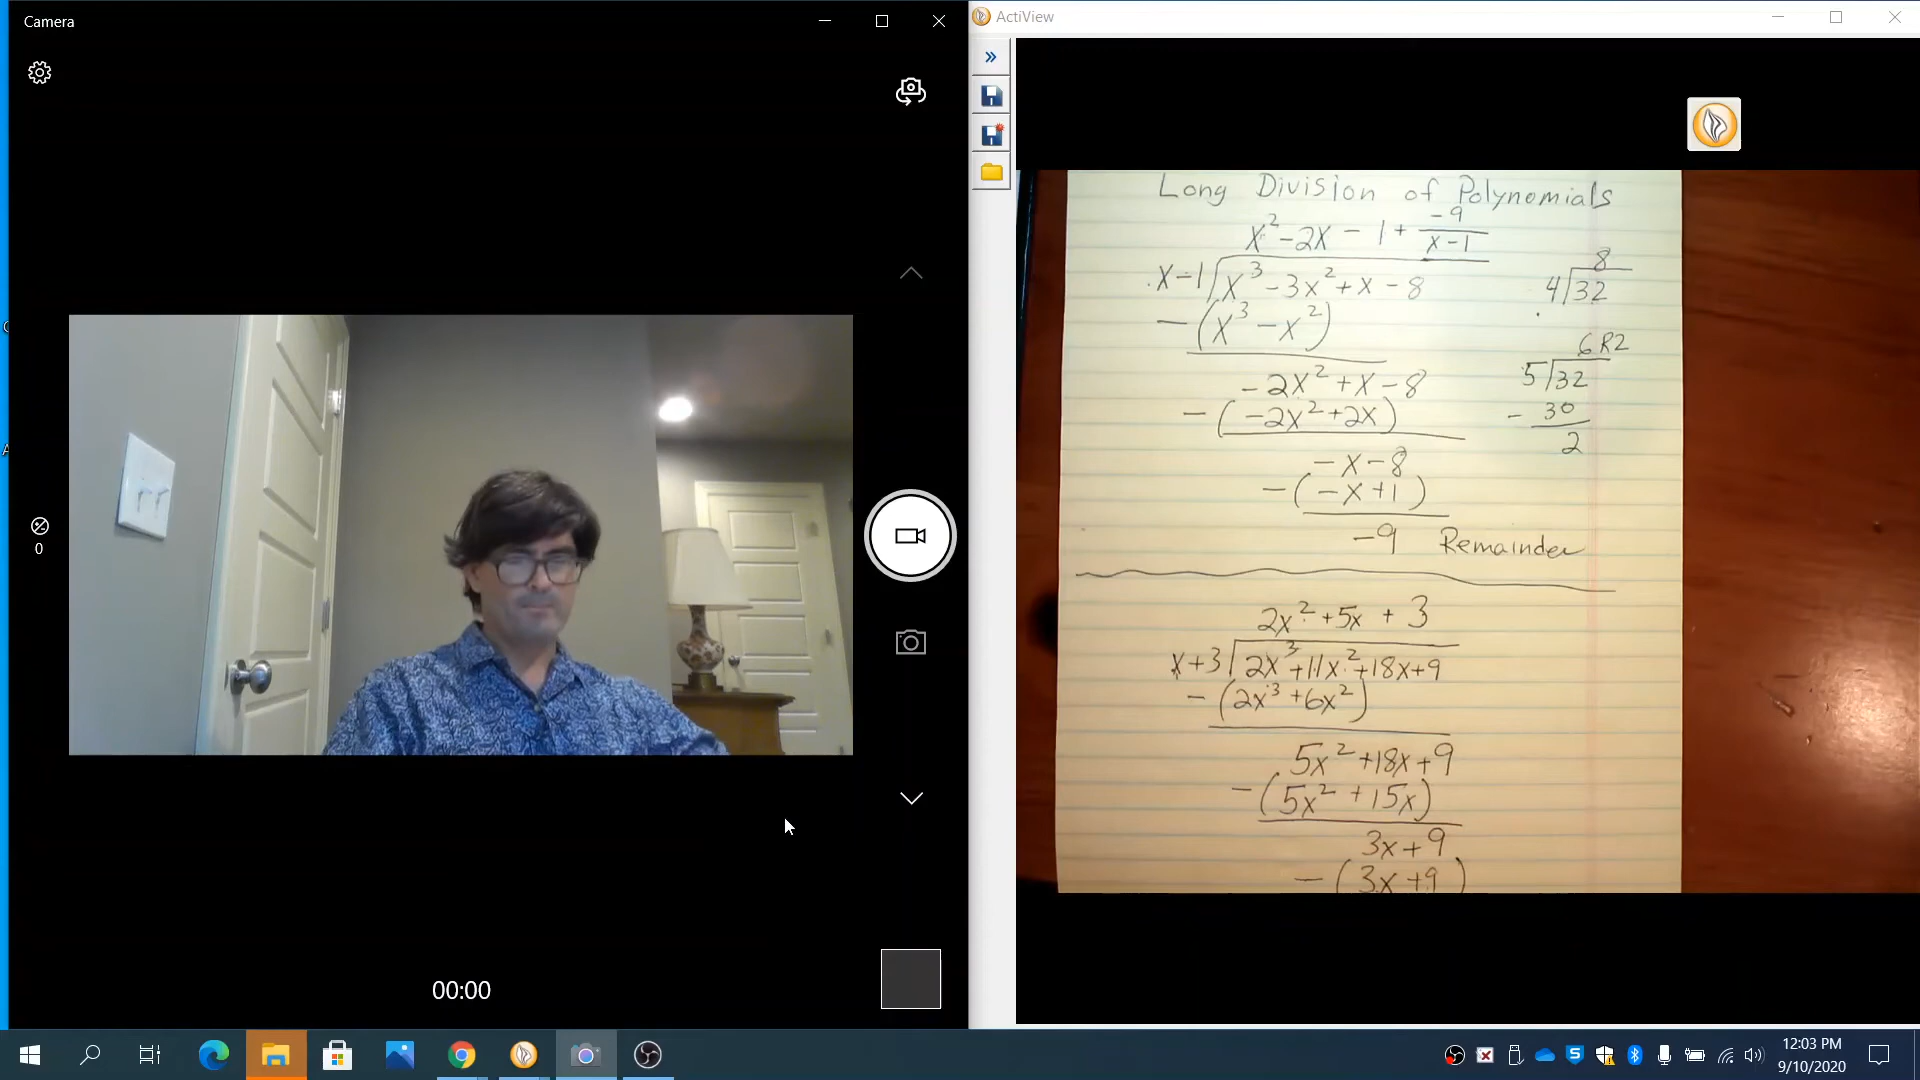 Camera
0
00:00
ActiView
»
Long Division of Polynomials
-9
x² - 2x - 1 + x - 1
x - 1 x³ - 3x² + x - 8
- (x³ - x²)
-2x² + x - 8
- (-2x² + 2x)
-x - 8
- (-x + 1)
-9 Remainder
8
4 32
6 R2
5 32
- 30
2
2x² + 5x + 3
x + 3 2x³ + 11x² + 18x + 9
- (2x³ + 6x²)
5x² + 18x + 9
- (5x² + 15x)
3x + 9
- (3x + 9)
12:03 PM
9/10/2020